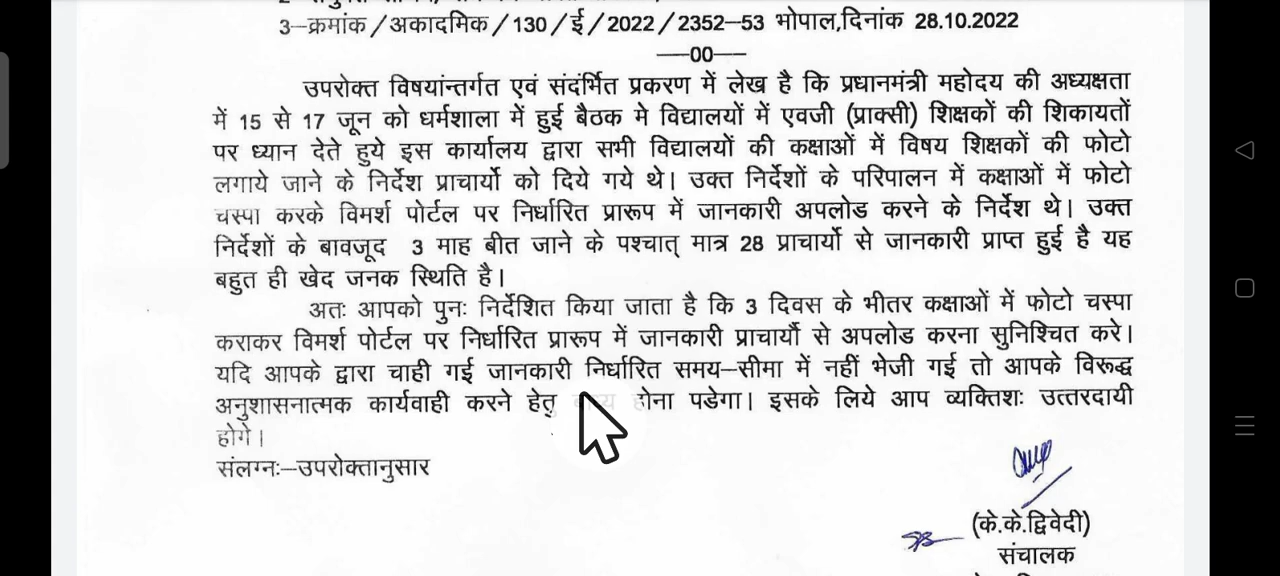 3–क्रमांक/अकादमिक/130/ई/2022/2352–53 भोपाल,दिनांक 28.10.2022
—00—
उपरोक्त विषयांन्तर्गत एवं संदंर्भित प्रकरण में लेख है कि प्रधानमंत्री महोदय की अध्यक्षता
में 15 से 17 जून को धर्मशाला में हुई बैठक मे विद्यालयों में एवजी (प्राक्सी) शिक्षकों की शिकायतों
पर ध्यान देते हुये इस कार्यालय द्वारा सभी विद्यालयों की कक्षाओं में विषय शिक्षकों की फोटो
लगाये जाने के निर्देश प्राचार्यो को दिये गये थे। उक्त निर्देशों के परिपालन में कक्षाओं में फोटो
चस्पा करके विमर्श पोर्टल पर निर्धारित प्रारूप में जानकारी अपलोड करने के निर्देश थे। उक्त
निर्देशों के बावजूद 3 माह बीत जाने के पश्चात् मात्र 28 प्राचार्यो से जानकारी प्राप्त हुई है यह
बहुत ही खेद जनक स्थिति है।
अतः आपको पुनः निर्देशित किया जाता है कि 3 दिवस के भीतर कक्षाओं में फोटो चस्पा
कराकर विमर्श पोर्टल पर निर्धारित प्रारूप में जानकारी प्राचार्यो से अपलोड करना सुनिश्चित करे।
यदि आपके द्वारा चाही गई जानकारी निर्धारित समय–सीमा में नहीं भेजी गई तो आपके विरूद्ध
अनुशासनात्मक कार्यवाही करने हेतु होना पडेगा। इसके लिये आप व्यक्तिशः उत्तरदायी
होगे।
संलग्नः–उपरोक्तानुसार
(के.के.द्विवेदी)
संचालक